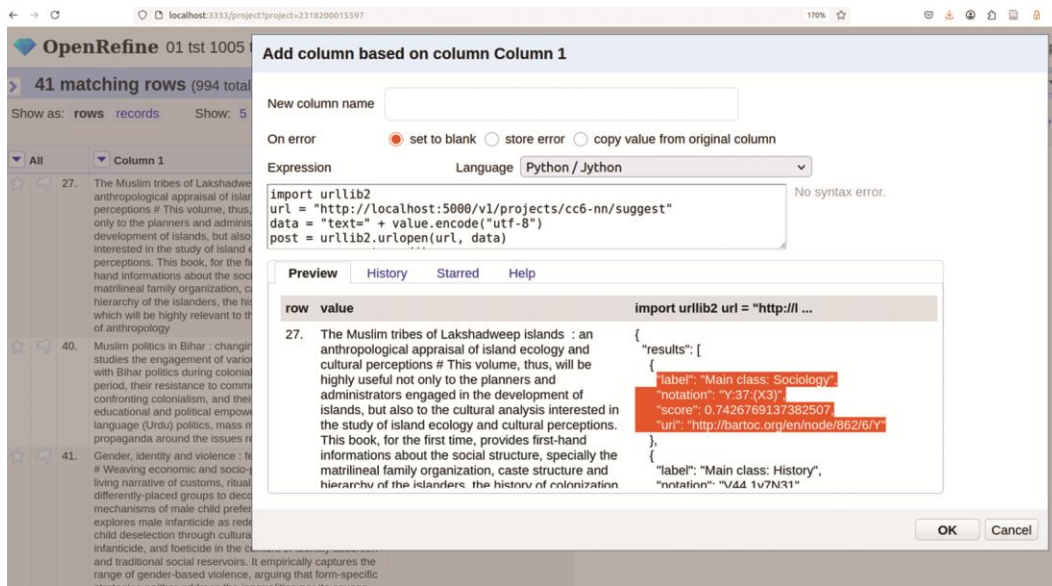 localhost:3333/project?project=2318200015597
170%
OpenRefine 01 tst 1005
41 matching rows (994 total
Show as: rows records Show: 5
All Column 1
27. The Muslim tribes of Lakshadwe
anthropological appraisal of islan
perceptions # This volume, thus,
only to the planners and adminis
development of islands, but also
interested in the study of island e
perceptions. This book, for the fi
hand informations about the soci
matrilineal family organization, ca
hierarchy of the islanders, the his
which will be highly relevant to th
of anthropology
40. Muslim politics in Bihar : changin
studies the engagement of variou
with Bihar politics during colonial
period, their resistance to commu
confronting colonialism, and thei
educational and political empowe
language (Urdu) politics, mass m
propaganda around the issues re
41. Gender, identity and violence : fe
# Weaving economic and socio-p
living narrative of customs, ritual
differently-placed groups to deco
mechanisms of male child prefer
explores male infanticide as rede
child deselection through cultura
infanticide, and foeticide in the
and traditional social reservoirs. It empirically captures the
range of gender-based violence, arguing that form-specific
Add column based on column Column 1
New column name
On error set to blank store error copy value from original column
Expression Language Python / Jython
import urllib2
url = "http://localhost:5000/v1/projects/cc6-nn/suggest"
data = "text=" + value.encode("utf-8")
post = urllib2.urlopen(url, data)
No syntax error.
Preview History Starred Help
row value import urllib2 url = "http://l ...
27. The Muslim tribes of Lakshadweep islands : an
anthropological appraisal of island ecology and
cultural perceptions # This volume, thus, will be
highly useful not only to the planners and
administrators engaged in the development of
islands, but also to the cultural analysis interested in
the study of island ecology and cultural perceptions.
This book, for the first time, provides first-hand
informations about the social structure, specially the
matrilineal family organization, caste structure and
hierarchy of the islanders, the history of colonization
{
"results": [
{
"label": "Main class: Sociology",
"notation": "Y:37:(X3)",
"score": 0.7426769137382507,
"uri": "http://bartoc.org/en/node/862/6/Y"
},
{
"label": "Main class: History",
"notation": "V44.1v7N31"
OK Cancel